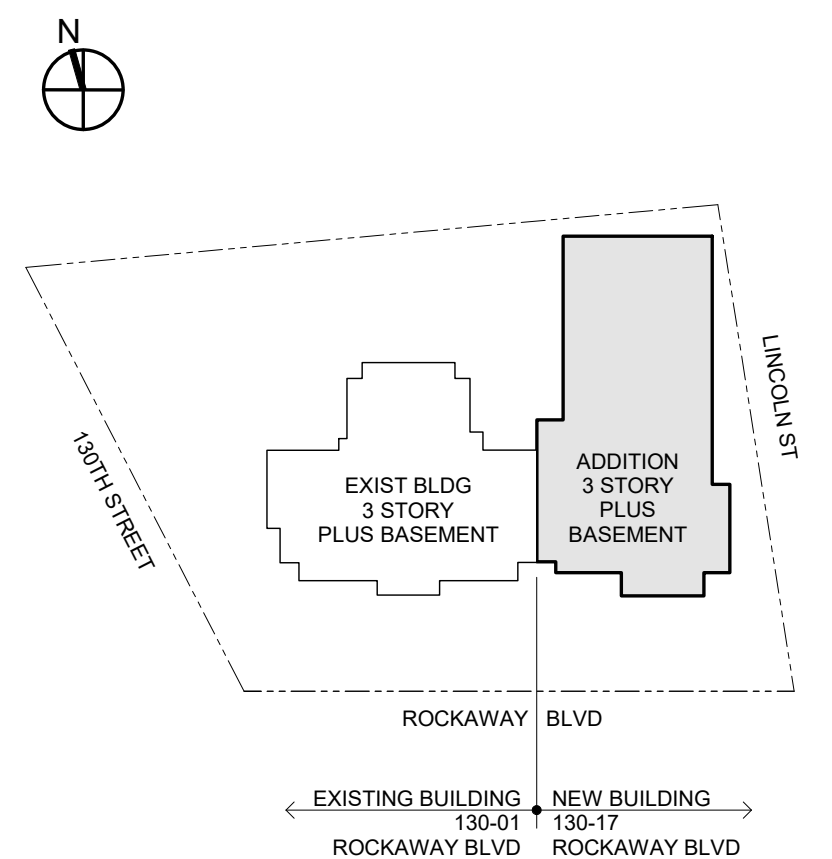 N
LINCOLN ST
130TH STREET
EXIST BLDG
3 STORY
PLUS BASEMENT
ADDITION
3 STORY
PLUS
BASEMENT
ROCKAWAY BLVD
EXISTING BUILDING
130-01
ROCKAWAY BLVD
NEW BUILDING
130-17
ROCKAWAY BLVD